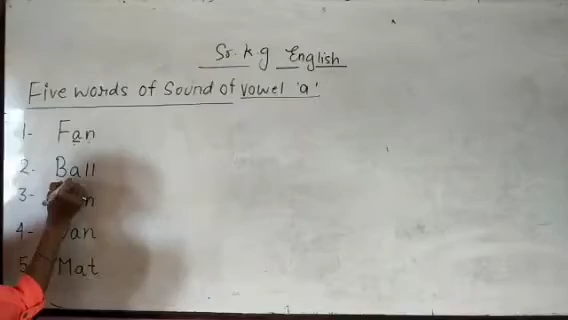 Sr. k.g English
Five words of Sound of vowel 'a'
1- Fan
2. Ball
3-
4-
5 Mat